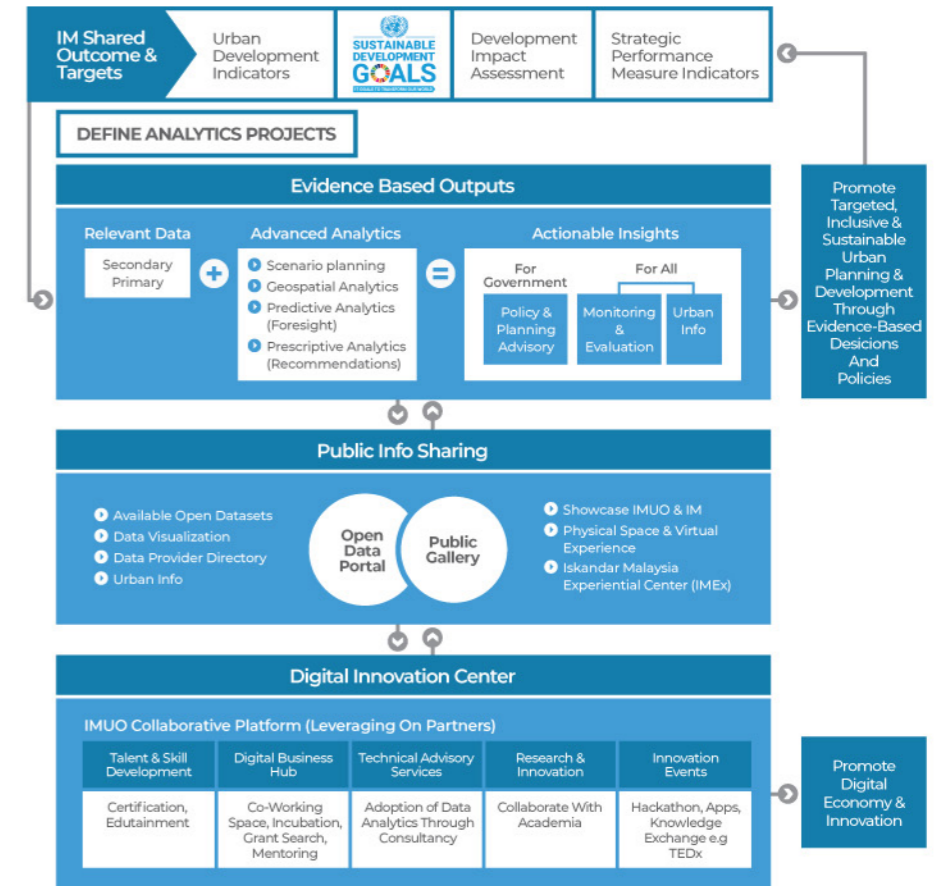 IM Shared
Outcome &
Targets
Urban
Development
Indicators
SUSTAINABLE
DEVELOPMENT
GOALS
Development
Impact
Assessment
Strategic
Performance
Measure Indicators
DEFINE ANALYTICS PROJECTS
Evidence Based Outputs
Relevant Data
Secondary
Primary
Advanced Analytics
Scenario planning
Geospatial Analytics
Predictive Analytics
(Foresight)
Prescriptive Analytics
(Recommendations)
Actionable Insights
For
Government
For All
Policy &
Planning
Advisory
Monitoring
&
Evaluation
Urban
Info
Promote
Targeted,
Inclusive &
Sustainable
Urban
Planning &
Development
Through
Evidence-Based
Desicions
And
Policies
Public Info Sharing
Available Open Datasets
Data Visualization
Data Provider Directory
Urban Info
Open
Data
Portal
Public
Gallery
Showcase IMUO & IM
Physical Space & Virtual
Experience
Iskandar Malaysia
Experiential Center (IMEx)
Digital Innovation Center
IMUO Collaborative Platform (Leveraging On Partners)
Talent & Skill
Development
Certification,
Edutainment
Digital Business
Hub
Co-Working
Space, Incubation,
Grant Search,
Mentoring
Technical Advisory
Services
Adoption of Data
Analytics Through
Consultancy
Research &
Innovation
Collaborate With
Academia
Innovation
Events
Hackathon, Apps,
Knowledge
Exchange e.g
TEDx
Promote
Digital
Economy &
Innovation